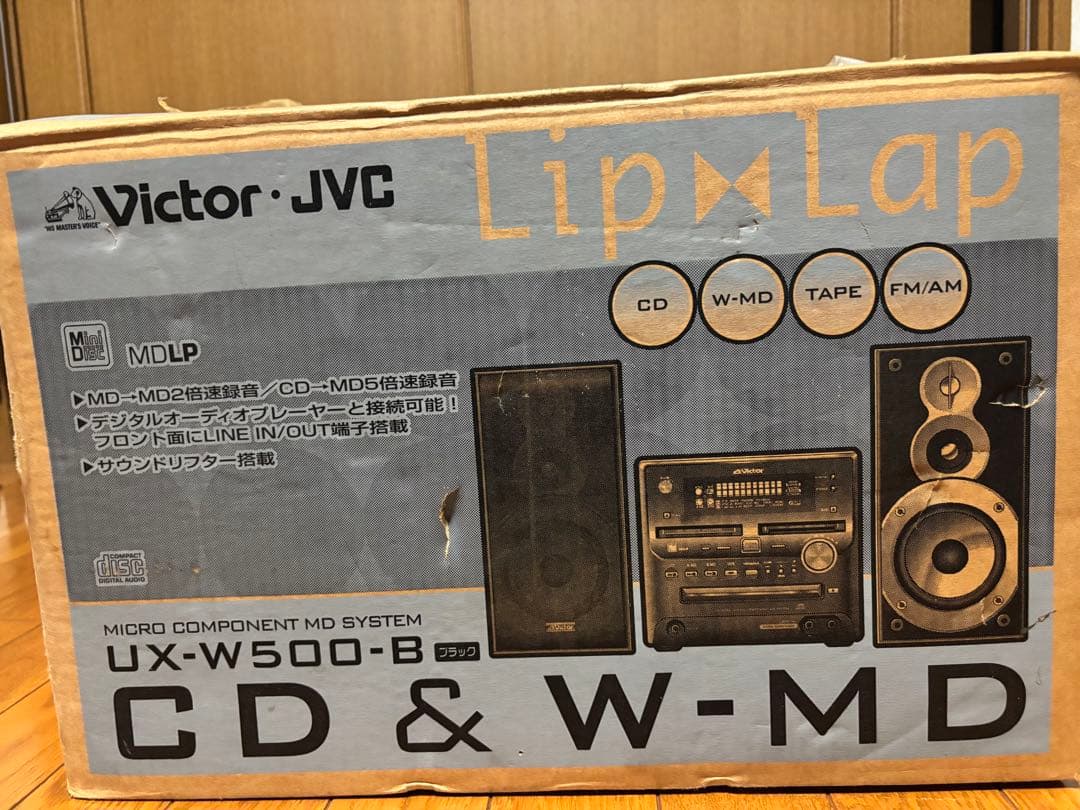 Victor・JVC
"HIS MASTER'S VOICE"
Lip Lap
CD
W-MD
TAPE
FM/AM
Mini Disc
MDLP
▶MD→MD2倍速録音／CD→MD5倍速録音
▶デジタルオーディオプレーヤーと接続可能！
フロント面にLINE IN/OUT端子搭載
▶サウンドリフター搭載
Victor
Victor
COMPACT
disc
DIGITAL AUDIO
MICRO COMPONENT MD SYSTEM
UX-W500-B ブラック
CD & W-MD